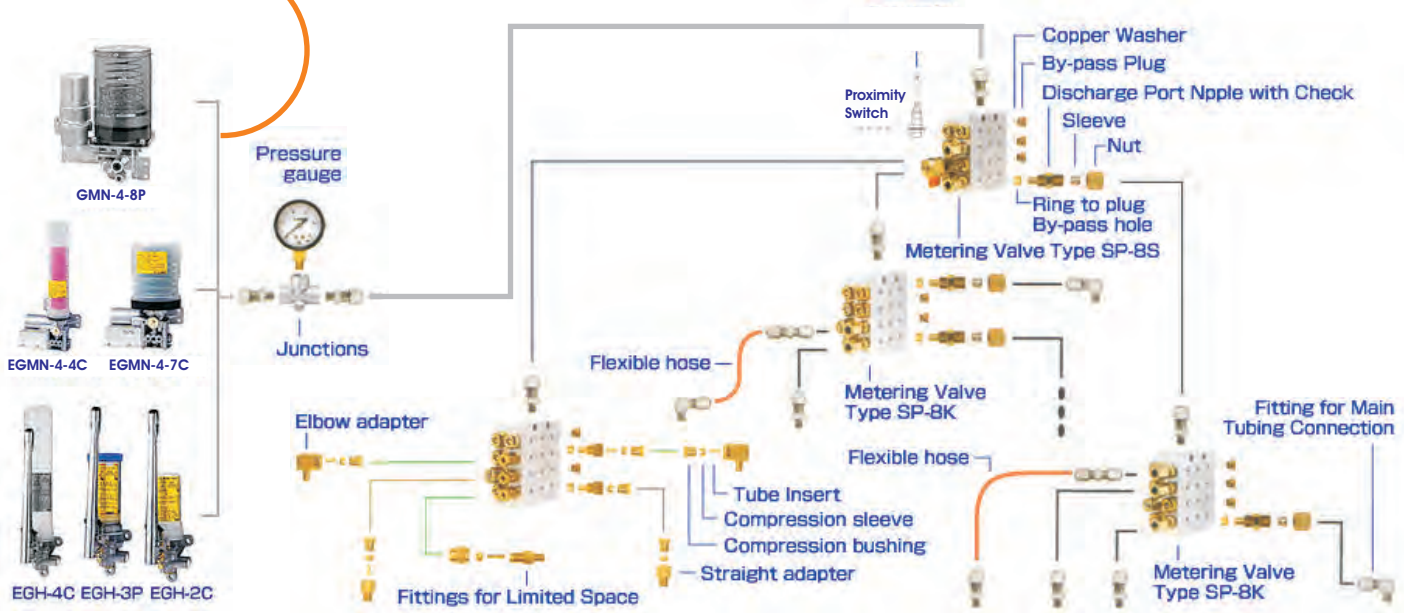 GMN-4-8P
EGMN-4-4C
EGMN-4-7C
EGH-4C
EGH-3P
EGH-2C
Pressure
gauge
Junctions
Proximity
Switch
Copper Washer
By-pass Plug
Discharge Port Npple with Check
Sleeve
Nut
Ring to plug
By-pass hole
Metering Valve Type SP-8S
Flexible hose
Metering Valve
Type SP-8K
Elbow adapter
Tube Insert
Compression sleeve
Compression bushing
Straight adapter
Fittings for Limited Space
Flexible hose
Fitting for Main
Tubing Connection
Metering Valve
Type SP-8K